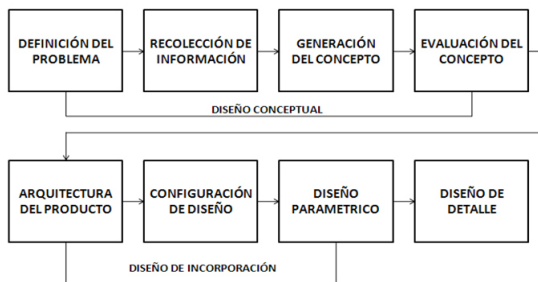 DEFINICIÓN DEL
PROBLEMA
RECOLECCIÓN DE
INFORMACIÓN
GENERACIÓN
DEL CONCEPTO
EVALUACIÓN DEL
CONCEPTO
DISEÑO CONCEPTUAL
ARQUITECTURA
DEL PRODUCTO
CONFIGURACIÓN
DE DISEÑO
DISEÑO
PARAMETRICO
DISEÑO DE
DETALLE
DISEÑO DE INCORPORACIÓN